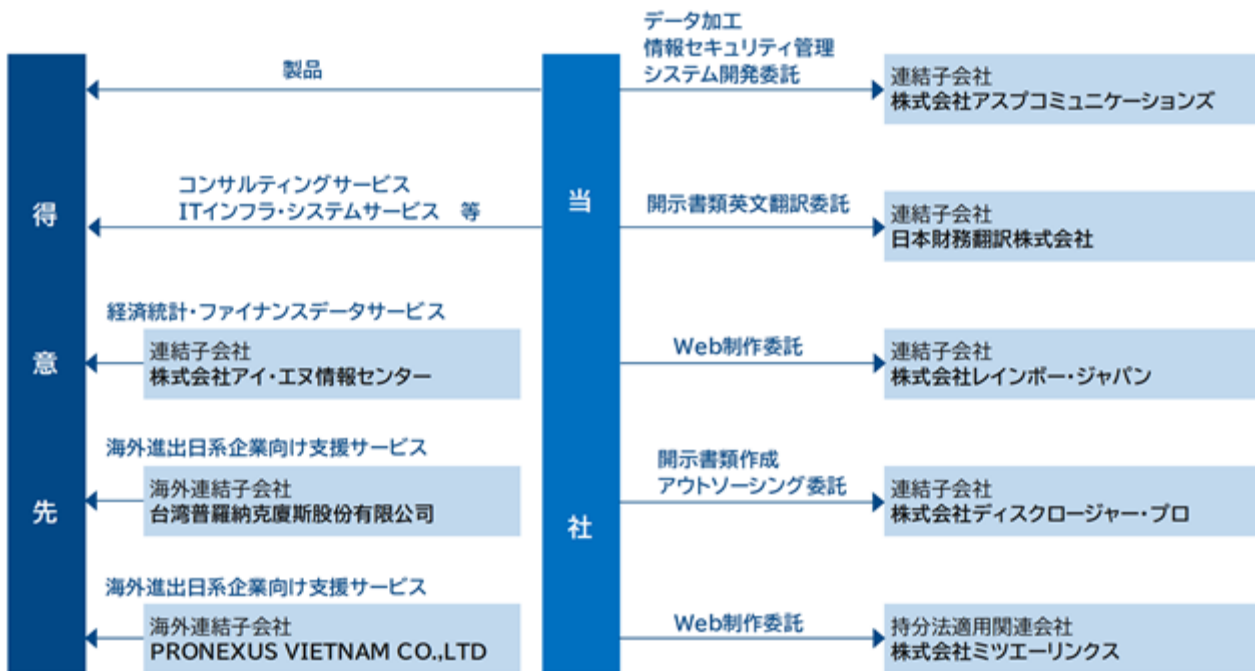 データ加工
情報セキュリティ管理
システム開発委託
製品
連結子会社
株式会社アスプコミュニケーションズ
コンサルティングサービス
ITインフラ・システムサービス　等
開示書類英文翻訳委託
連結子会社
日本財務翻訳株式会社
得意先
当社
経済統計・ファイナンスデータサービス
連結子会社
株式会社アイ・エヌ情報センター
Web制作委託
連結子会社
株式会社レインボー・ジャパン
海外進出日系企業向け支援サービス
海外連結子会社
台湾普羅納克廈斯股份有限公司
開示書類作成
アウトソーシング委託
連結子会社
株式会社ディスクロージャー・プロ
海外進出日系企業向け支援サービス
海外連結子会社
PRONEXUS VIETNAM CO.,LTD
Web制作委託
持分法適用関連会社
株式会社ミツエーリンクス